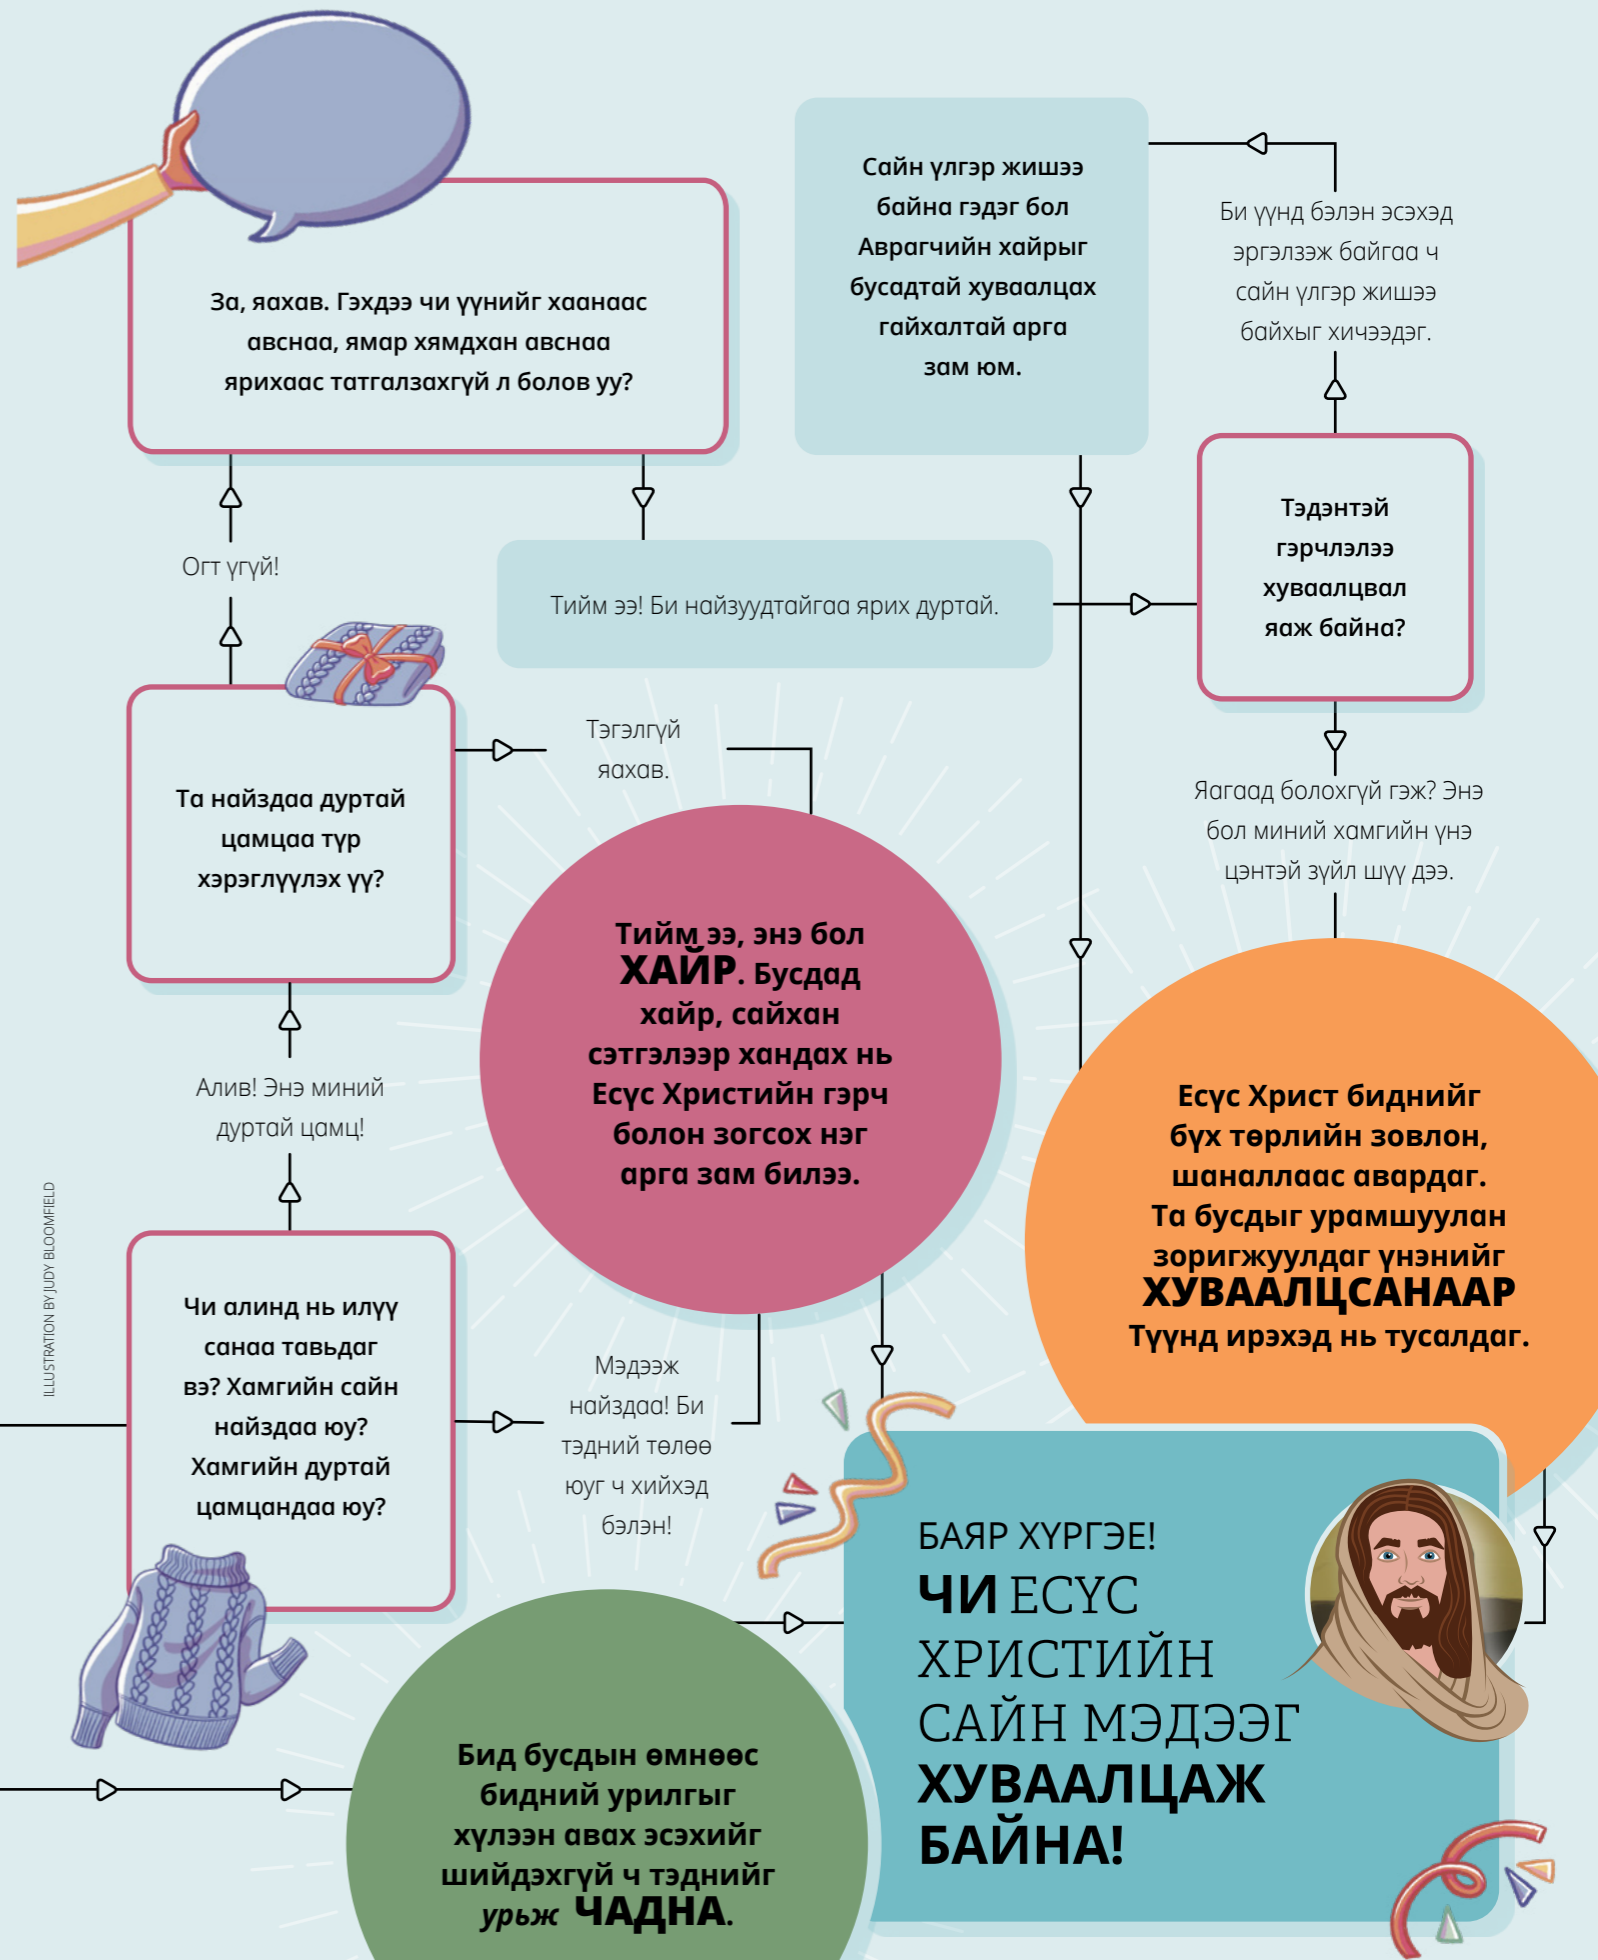 За, яахав. Гэхдээ чи үүнийг хаанаас
авснаа, ямар хямдхан авснаа
ярихаас татгалзахгүй л болов уу?
Сайн үлгэр жишээ
байна гэдэг бол
Аврагчийн хайрыг
бусадтай хуваалцах
гайхалтай арга
зам юм.
Би үүнд бэлэн эсэхэд
эргэлзэж байгаа ч
сайн үлгэр жишээ
байхыг хичээдэг.
Огт үгүй!
Тийм ээ! Би найзуудтайгаа ярих дуртай.
Тэдэнтэй
гэрчлэлээ
хуваалцвал
яаж байна?
Та найздаа дуртай
цамцаа түр
хэрэглүүлэх үү?
Тэгэлгүй
яахав.
Яагаад болохгүй гэж? Энэ
бол миний хамгийн үнэ
цэнтэй зүйл шүү дээ.
Тийм ээ, энэ бол
ХАЙР. Бусдад
хайр, сайхан
сэтгэлээр хандах нь
Есүс Христийн гэрч
болон зогсох нэг
арга зам билээ.
Алив! Энэ миний
дуртай цамц!
Есүс Христ биднийг
бүх төрлийн зовлон,
шаналлаас авардаг.
Та бусдыг урамшуулан
зоригжуулдаг үнэнийг
ХУВААЛЦСАНААР
Түүнд ирэхэд нь тусалдаг.
ILLUSTRATION BY JUDY BLOOMFIELD
Чи алинд нь илүү
санаа тавьдаг
вэ? Хамгийн сайн
найздаа юу?
Хамгийн дуртай
цамцандаа юу?
Мэдээж
найздаа! Би
тэдний төлөө
юуг ч хийхэд
бэлэн!
БАЯР ХҮРГЭЕ!
ЧИ ЕСҮС
ХРИСТИЙН
САЙН МЭДЭЭГ
ХУВААЛЦАЖ
БАЙНА!
Бид бусдын өмнөөс
бидний урилгыг
хүлээн авах эсэхийг
шийдэхгүй ч тэднийг
урьж ЧАДНА.